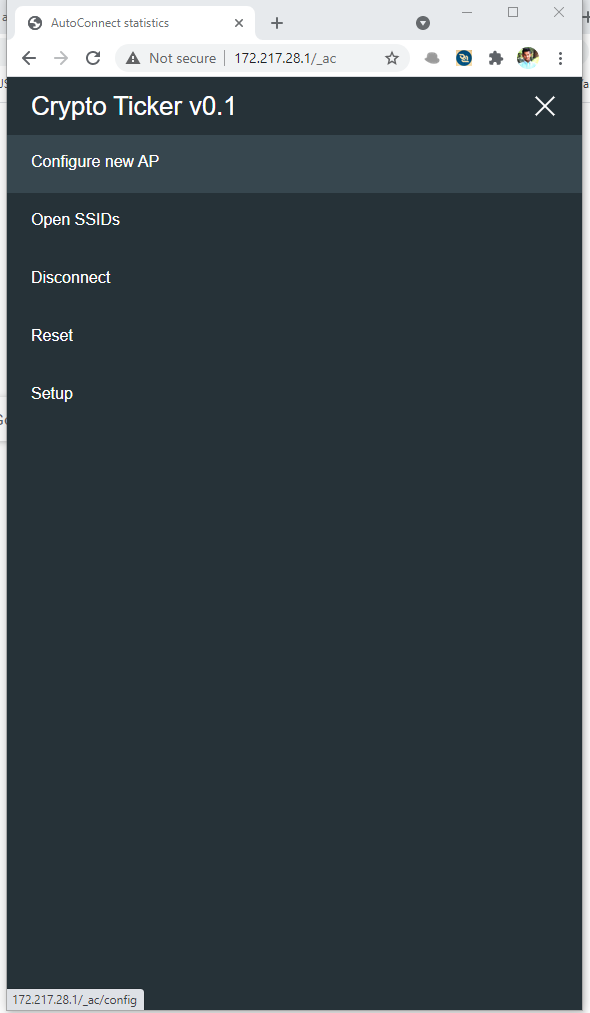 AutoConnect statistics
Not secure 172.217.28.1/_ac
Crypto Ticker v0.1
Configure new AP
Open SSIDs
Disconnect
Reset
Setup
172.217.28.1/_ac/config